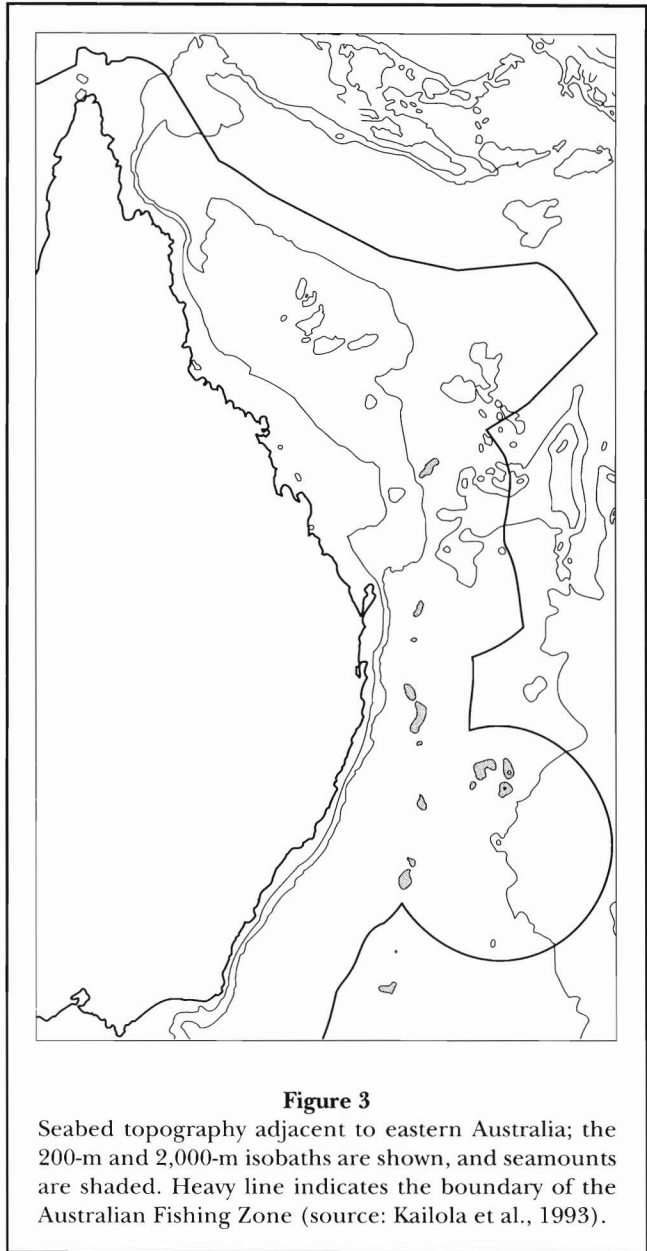 Figure 3
Seabed topography adjacent to eastern Australia; the
200-m and 2,000-m isobaths are shown, and seamounts
are shaded. Heavy line indicates the boundary of the
Australian Fishing Zone (source: Kailola et al., 1993).